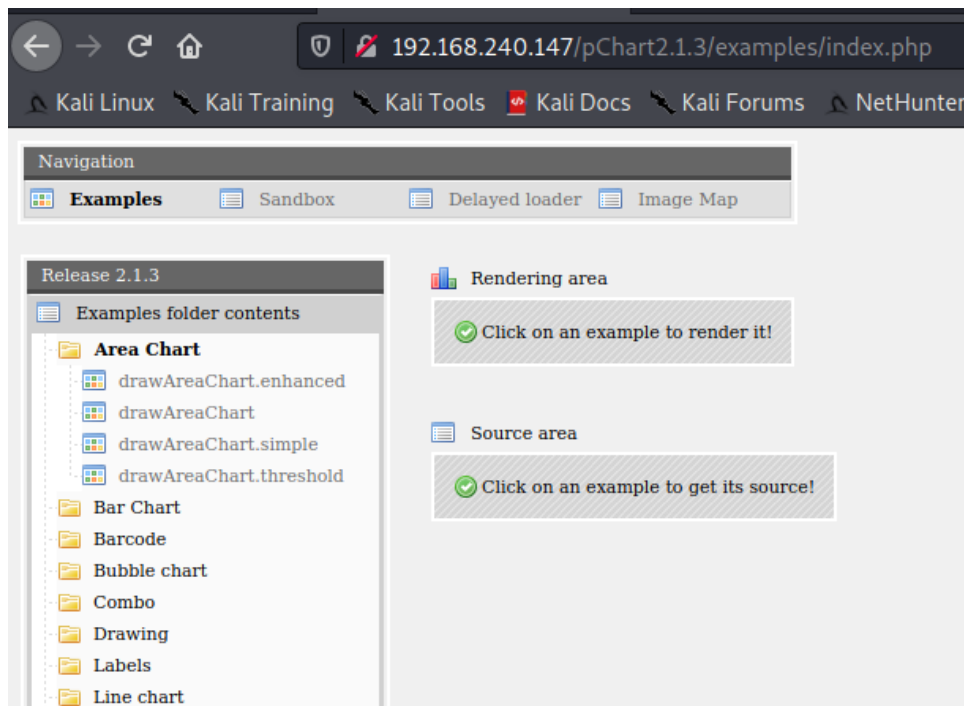 192.168.240.147/pChart2.1.3/examples/index.php
Kali Linux Kali Training Kali Tools Kali Docs Kali Forums NetHunter
Navigation
Examples Sandbox Delayed loader Image Map
Release 2.1.3
Examples folder contents
Area Chart
drawAreaChart.enhanced
drawAreaChart
drawAreaChart.simple
drawAreaChart.threshold
Bar Chart
Barcode
Bubble chart
Combo
Drawing
Labels
Line chart
Rendering area
Click on an example to render it!
Source area
Click on an example to get its source!